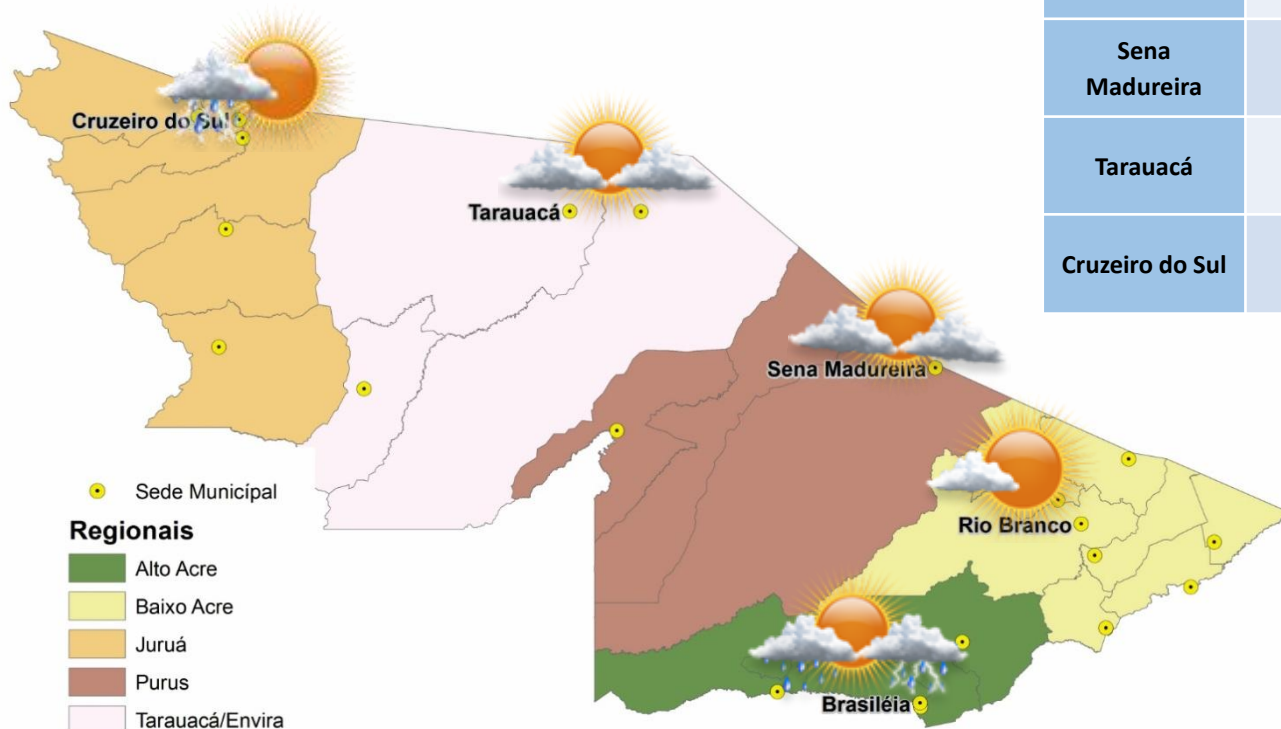 Cruzeiro do Sul
Tarauacá
Sena Madureira
Rio Branco
Brasiléia
Sede Municípal
Regionais
Alto Acre
Baixo Acre
Juruá
Purus
Tarauacá/Envira
Sena
Madureira
Tarauacá
Cruzeiro do Sul